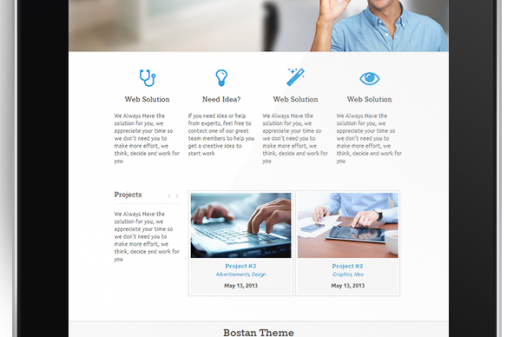 Web Solution
We Always Have the
solution for you, we
appreciate your time so
we don't need you to
make more effort, we
think, decide and work for
you
Need Idea?
If you need idea or help
from experts, feel free to
contact one of our great
team members to help you
get a creative idea to
start work
Web Solution
We Always Have the
solution for you, we
appreciate your time so
we don't need you to
make more effort, we
think, decide and work for
you
Web Solution
We Always Have the
solution for you, we
appreciate your time so
we don't need you to
make more effort, we
think, decide and work for
you
Projects
We Always Have the
solution for you, we
appreciate your time so
we don't need you to
make more effort, we
think, decide and work for
you
Project #3
Advertisements, Design
May 13, 2013
Project #2
Graphics, Idea
May 13, 2013
Bostan Theme